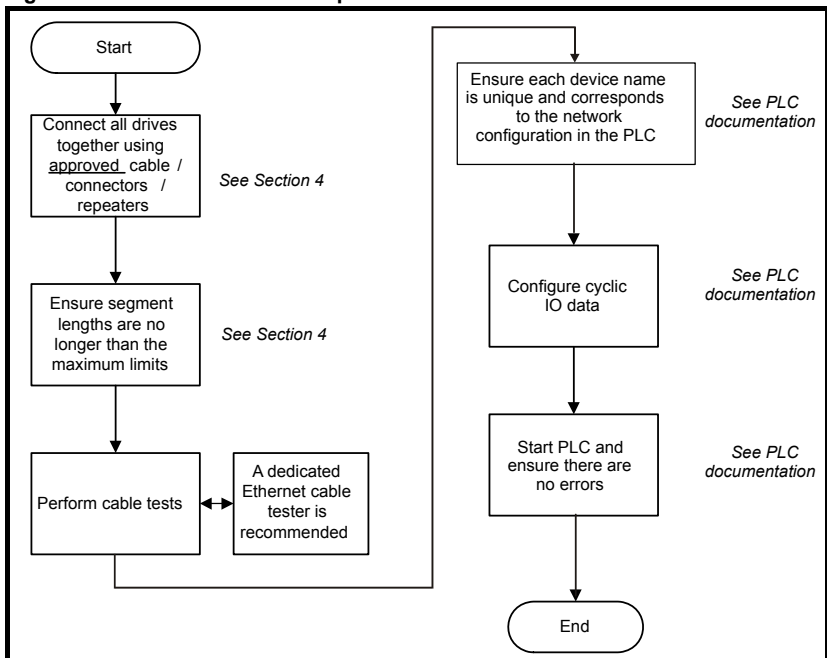 Start
Connect all drives
together using
approved cable /
connectors /
repeaters
See Section 4
Ensure segment
lengths are no
longer than the
maximum limits
See Section 4
Perform cable tests
A dedicated
Ethernet cable
tester is
recommended
Ensure each device name
is unique and corresponds
to the network
configuration in the PLC
See PLC
documentation
Configure cyclic
IO data
See PLC
documentation
Start PLC and
ensure there are
no errors
See PLC
documentation
End